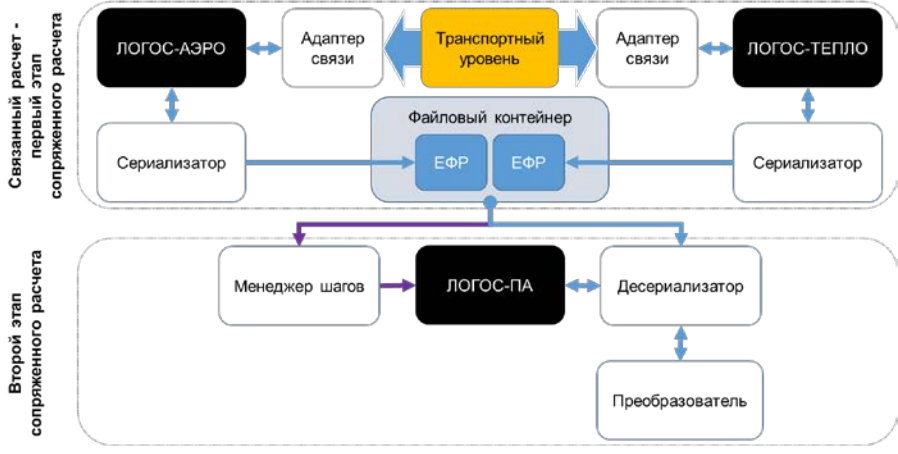 Связанный расчет -
первый этап
сопряженного расчета
ЛОГОС-АЭРО
Адаптер
связи
Транспортный
уровень
Адаптер
связи
ЛОГОС-ТЕПЛО
Файловый контейнер
Сериализатор
ЕФР
ЕФР
Сериализатор
Второй этап
сопряженного расчета
Менеджер шагов
ЛОГОС-ПА
Десериализатор
Преобразователь